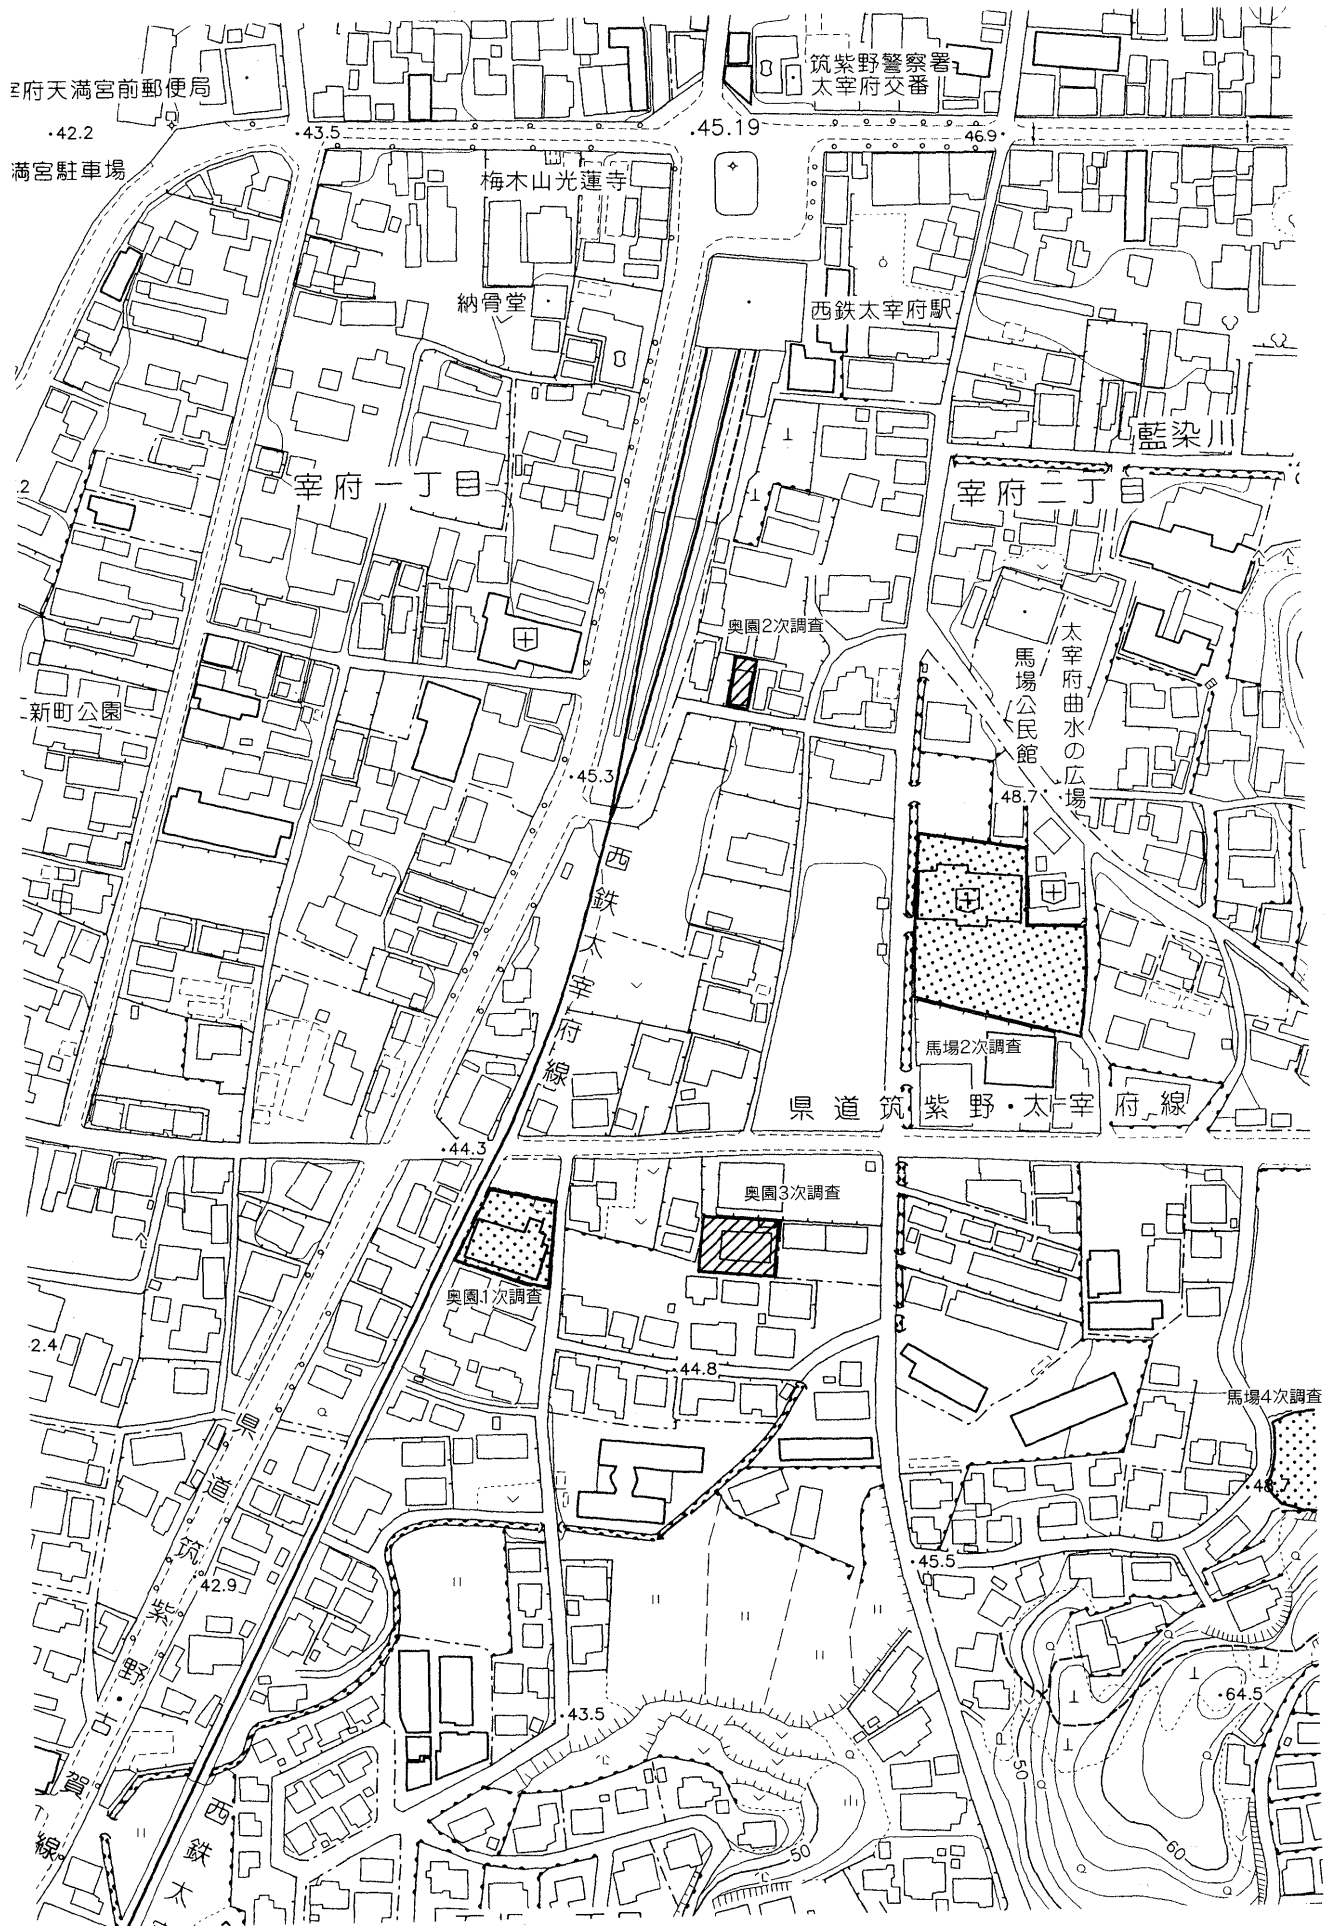 筑紫野警察署
太宰府交番
宰府天満宮前郵便局
42.2
43.5
45.19
46.9
満宮駐車場
梅木山光蓮寺
納骨堂
西鉄太宰府駅
藍染川
.2
宰府一丁目
宰府二丁目
奥園2次調査
太宰府曲水の広場
馬場公民館
新町公園
45.3
48.7
西鉄太宰府線
馬場2次調査
県道筑紫野・太宰府線
44.3
奥園3次調査
奥園1次調査
2.4
44.8
馬場4次調査
県道筑紫野・古賀線
48.7
45.5
42.9
43.5
64.5
50
60
50
西鉄太